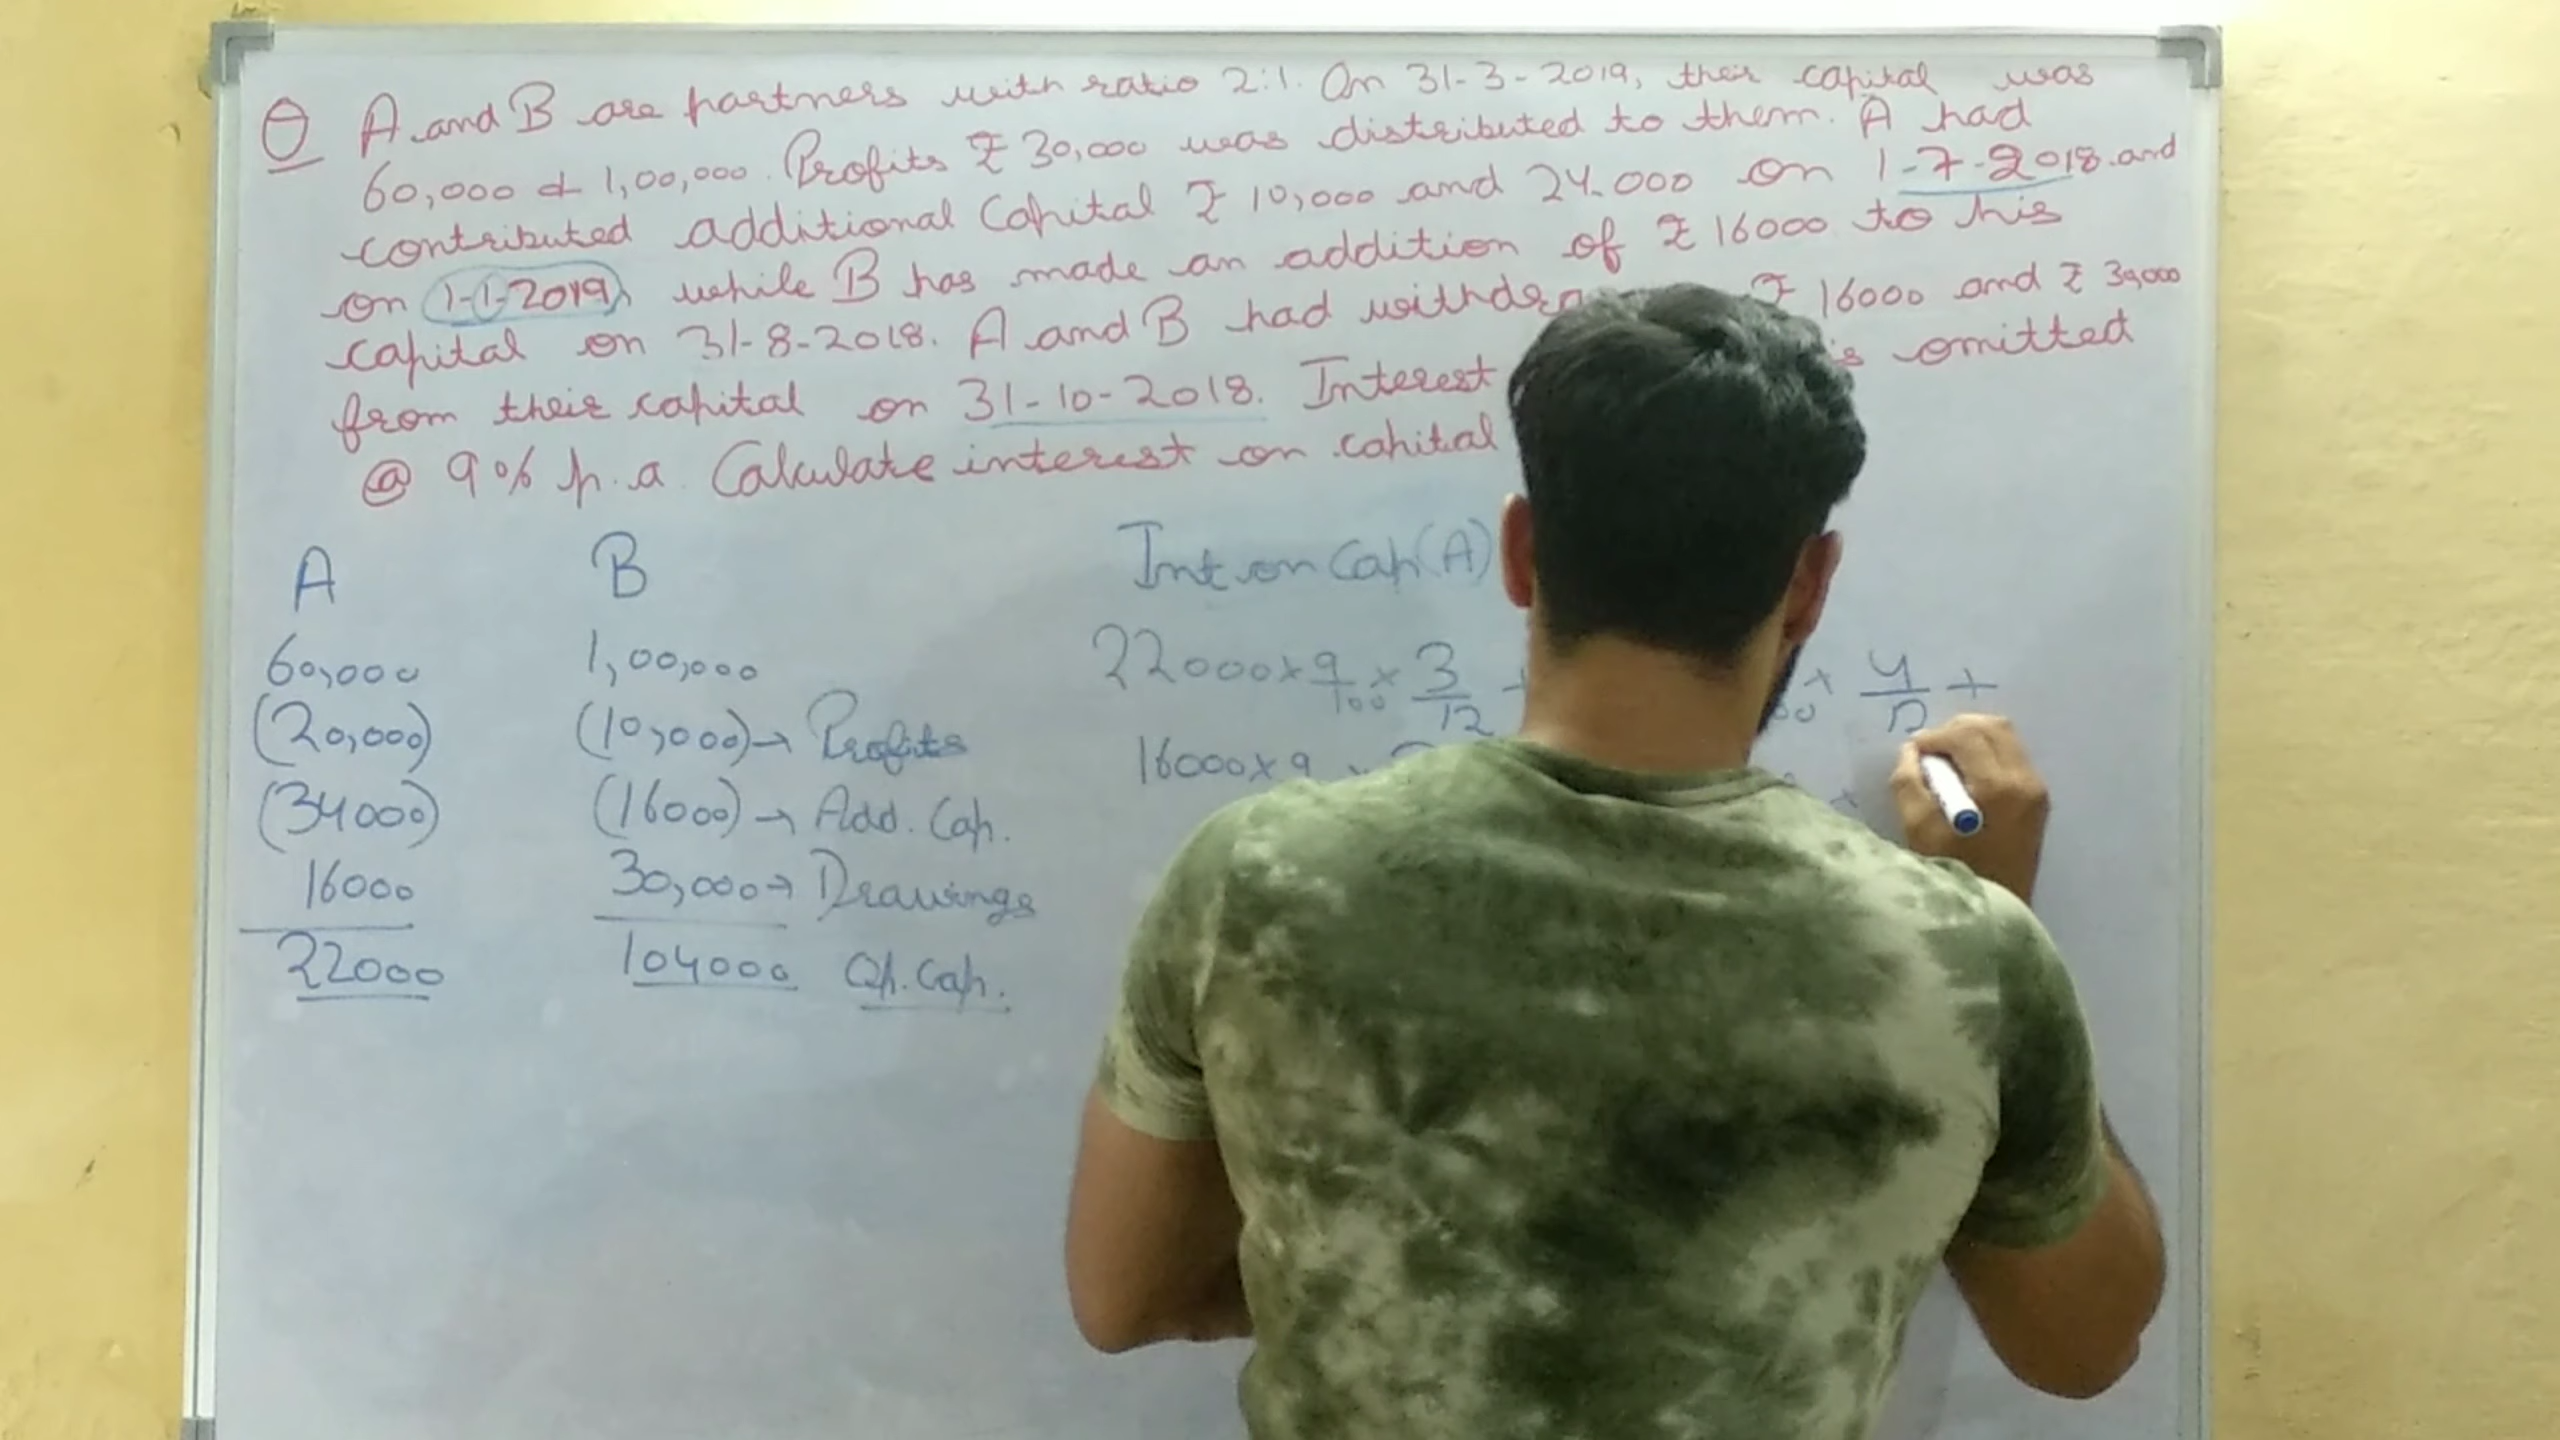 Q A and B are partners with ratio 2:1. On 31-3-2019, their capital was
60,000 & 1,00,000. Profits ₹ 30,000 was distributed to them. A had
contributed additional Capital ₹ 10,000 and 24.000 on 1-7-2018 and
on 1-1-2019, while B has made an addition of ₹ 16000 to his
capital on 31-8-2018. A and B had ₹ 16000 and ₹ 30,000
from their capital on 31-10-2018. Interest omitted
@ 9% p.a. Calculate interest on capital
A B
60,000 1,00,000
(20,000) (10,000) → Profits
(34000) (16000) → Add. Cap.
16000 30,000 → Drawings
22000 104000 Op. Cap.
Int on Cap (A)
22000 × 9/100 × 3/12 + × 4/12 +
16000 × 9 ×